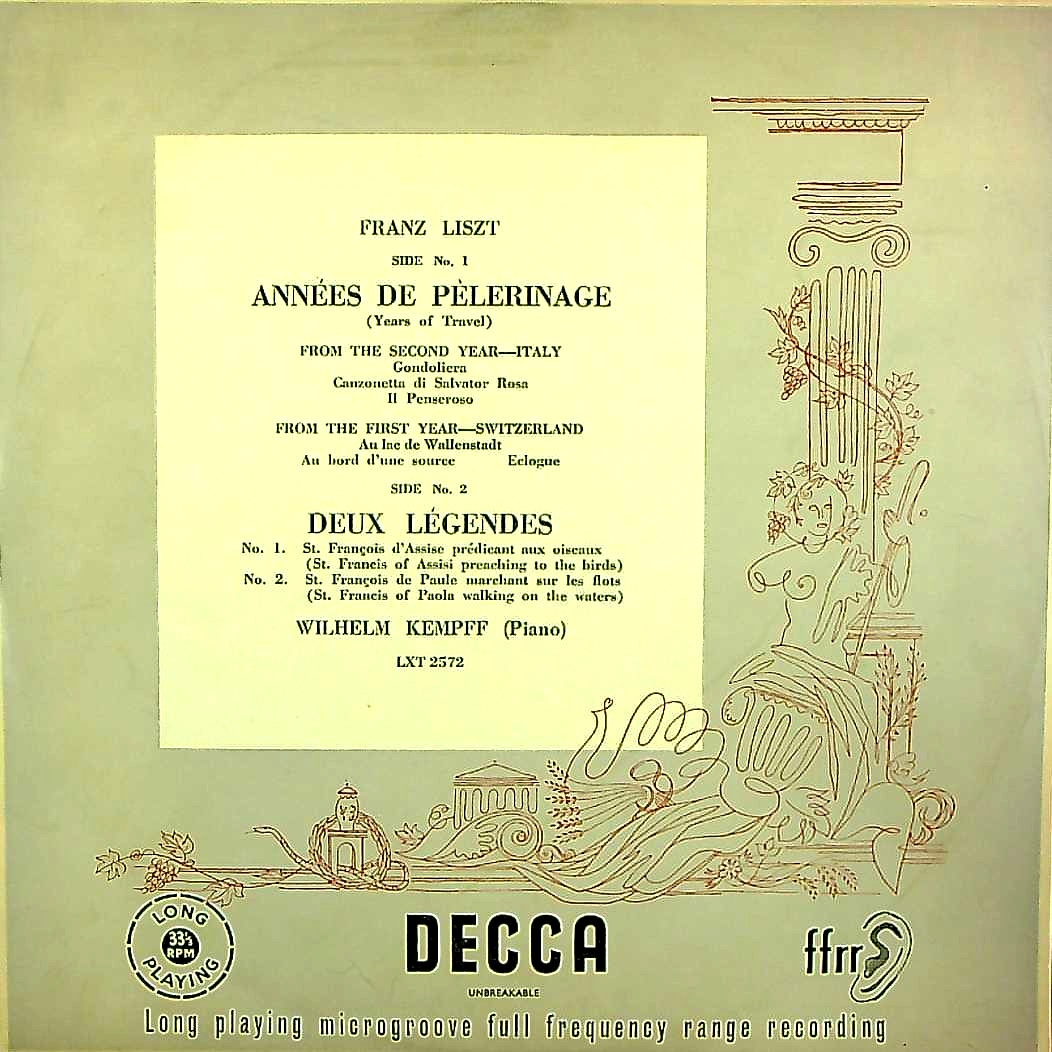 FRANZ LISZT
SIDE No. 1
ANNÉES DE PÈLERINAGE
(Years of Travel)
FROM THE SECOND YEAR—ITALY
Gondoliera
Canzonetta di Salvator Rosa
Il Penseroso
FROM THE FIRST YEAR—SWITZERLAND
Au lac de Wallenstadt
Au bord d'une source Eclogue
SIDE No. 2
DEUX LÉGENDES
No. 1. St. François d'Assise prédicant aux oiseaux
(St. Francis of Assisi preaching to the birds)
No. 2. St. François de Paule marchant sur les flots
(St. Francis of Paola walking on the waters)
WILHELM KEMPFF (Piano)
LXT 2572
LONG
33⅓
RPM
PLAYING
DECCA
ffrr
UNBREAKABLE
Long playing microgroove full frequency range recording